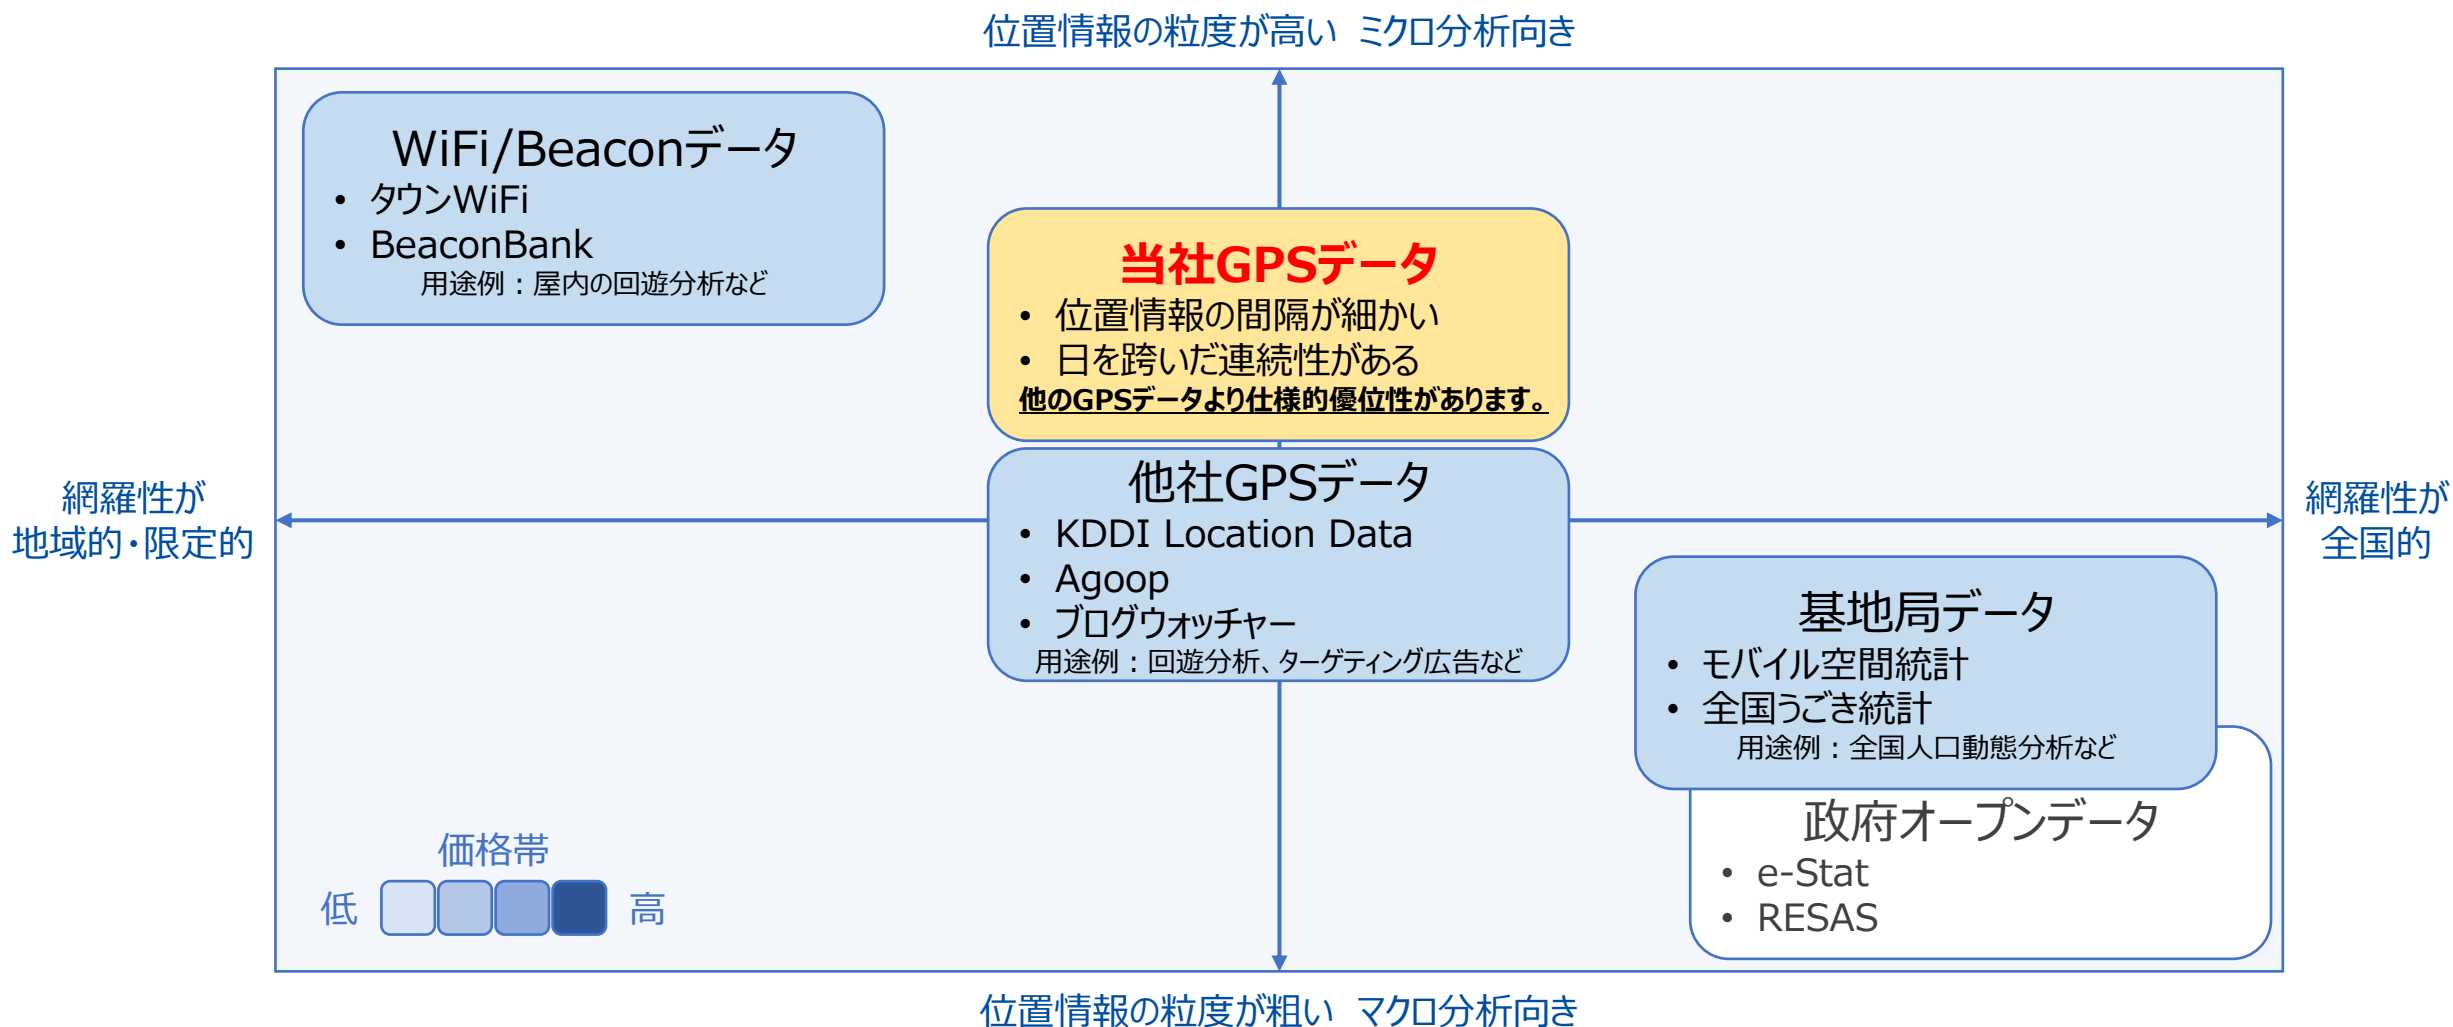 位置情報の粒度が高い ミクロ分析向き
WiFi/Beaconデータ
• タウンWiFi
• BeaconBank
用途例：屋内の回遊分析など
当社GPSデータ
• 位置情報の間隔が細かい
• 日を跨いだ連続性がある
他のGPSデータより仕様的優位性があります。
網羅性が
地域的・限定的
他社GPSデータ
• KDDI Location Data
• Agoop
• ブログウォッチャー
用途例：回遊分析、ターゲティング広告など
網羅性が
全国的
基地局データ
• モバイル空間統計
• 全国うごき統計
用途例：全国人口動態分析など
政府オープンデータ
• e-Stat
• RESAS
価格帯
低 高
位置情報の粒度が粗い マクロ分析向き